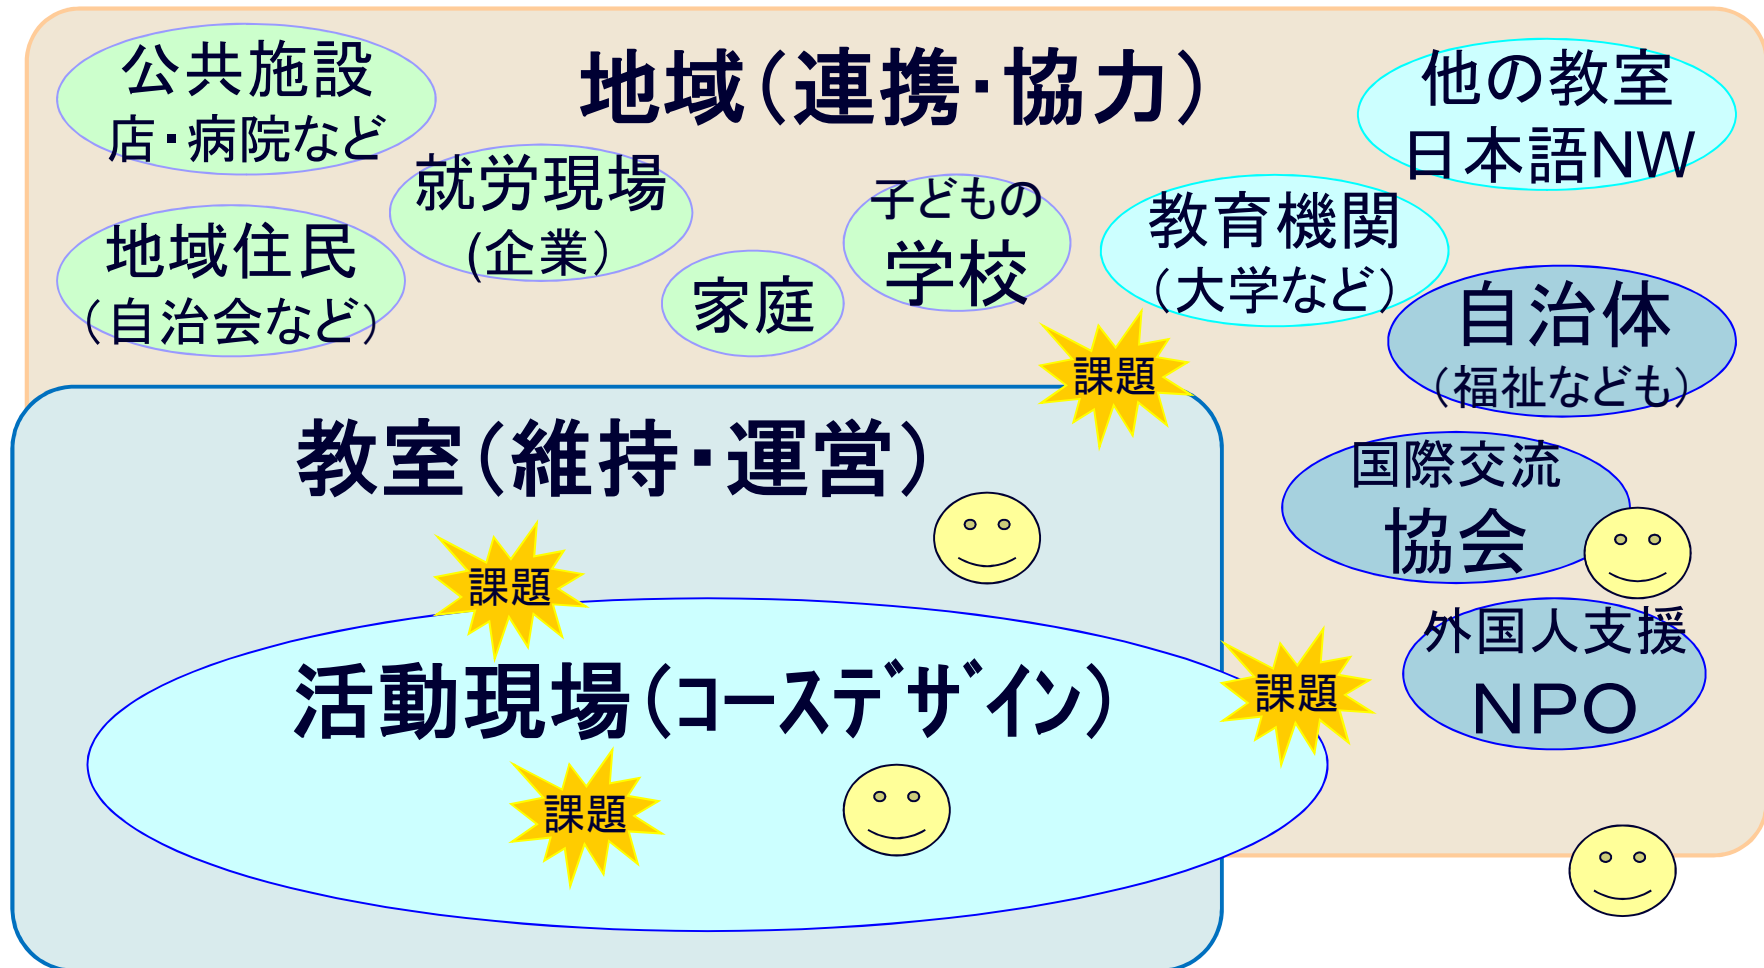 地域（連携・協力）
公共施設
店・病院など
就労現場
(企業）
地域住民
（自治会など）
家庭
子どもの
学校
教育機関
（大学など）
他の教室
日本語NW
自治体
（福祉なども）
国際交流
協会
外国人支援
NPO
課題
教室（維持・運営）
課題
活動現場（ｺｰｽﾃﾞｻﾞｲﾝ）
課題
課題